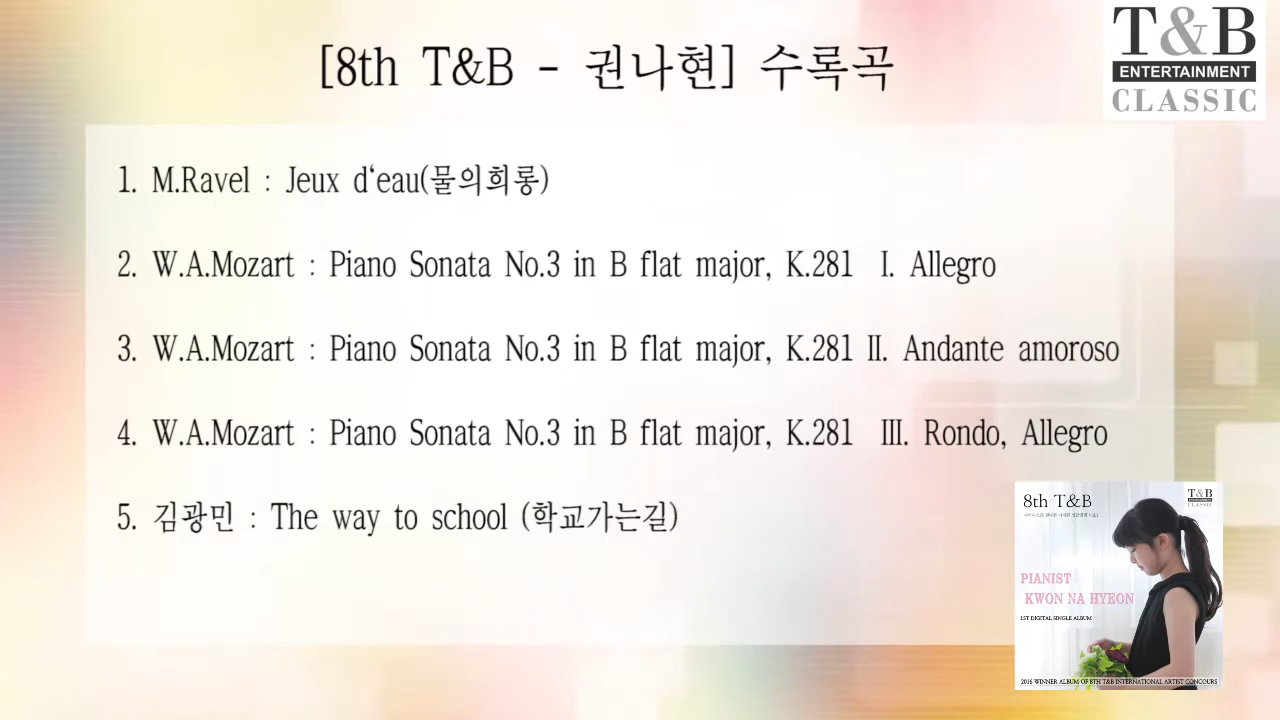 [8th T&B - 권나현] 수록곡
T&B
ENTERTAINMENT
CLASSIC
1. M.Ravel : Jeux d‘eau(물의희롱)
2. W.A.Mozart : Piano Sonata No.3 in B flat major, K.281 I. Allegro
3. W.A.Mozart : Piano Sonata No.3 in B flat major, K.281 II. Andante amoroso
4. W.A.Mozart : Piano Sonata No.3 in B flat major, K.281 III. Rondo, Allegro
5. 김광민 : The way to school (학교가는길)
8th T&B
T&B
CLASSIC
PIANIST
KWON NA HYEON
1ST DIGITAL SINGLE ALBUM
2016 WINNER ALBUM OF 8TH T&B INTERNATIONAL ARTIST CONCOURS